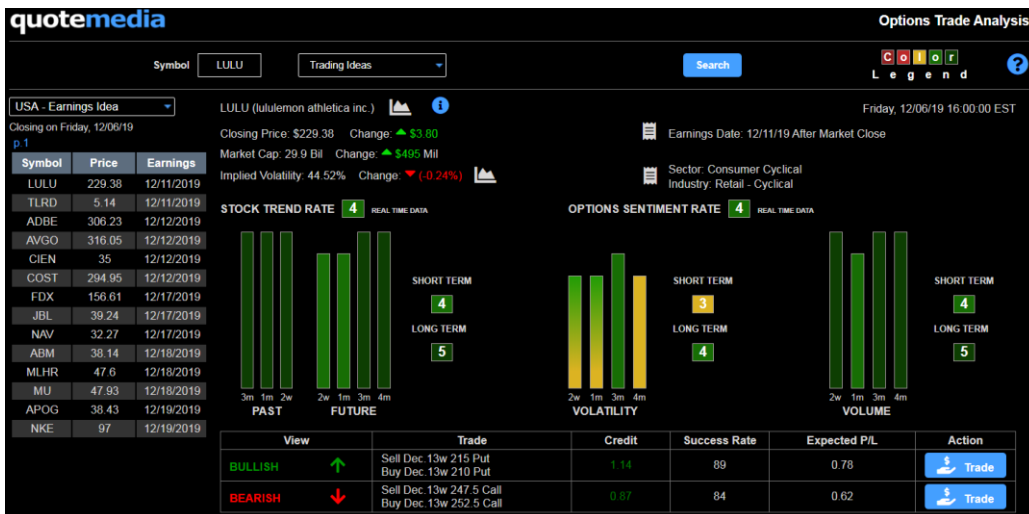 quotemedia
Options Trade Analysis
Symbol LULU Trading Ideas Search Color Legend ?
USA - Earnings Idea
Closing on Friday, 12/06/19
p.1
Symbol Price Earnings
LULU 229.38 12/11/2019
TLRD 5.14 12/11/2019
ADBE 306.23 12/12/2019
AVGO 316.05 12/12/2019
CIEN 35 12/12/2019
COST 294.95 12/12/2019
FDX 156.61 12/17/2019
JBL 39.24 12/17/2019
NAV 32.27 12/17/2019
ABM 38.14 12/18/2019
MLHR 47.6 12/18/2019
MU 47.93 12/18/2019
APOG 38.43 12/19/2019
NKE 97 12/19/2019
LULU (lululemon athletica inc.) i Friday, 12/06/19 16:00:00 EST
Closing Price: $229.38 Change: $3.80
Earnings Date: 12/11/19 After Market Close
Market Cap: 29.9 Bil Change: $495 Mil
Implied Volatility: 44.52% Change: (-0.24%)
Sector: Consumer Cyclical
Industry: Retail - Cyclical
STOCK TREND RATE 4 REAL TIME DATA
OPTIONS SENTIMENT RATE 4 REAL TIME DATA
SHORT TERM
4
LONG TERM
5
3m 1m 2w 2w 1m 3m 4m
PAST FUTURE
SHORT TERM
3
LONG TERM
4
2w 1m 3m 4m
VOLATILITY
SHORT TERM
4
LONG TERM
5
2w 1m 3m 4m
VOLUME
View Trade Credit Success Rate Expected P/L Action
BULLISH Sell Dec.13w 215 Put 1.14 89 0.78 $ Trade
Buy Dec.13w 210 Put
BEARISH Sell Dec.13w 247.5 Call 0.87 84 0.62 $ Trade
Buy Dec.13w 252.5 Call